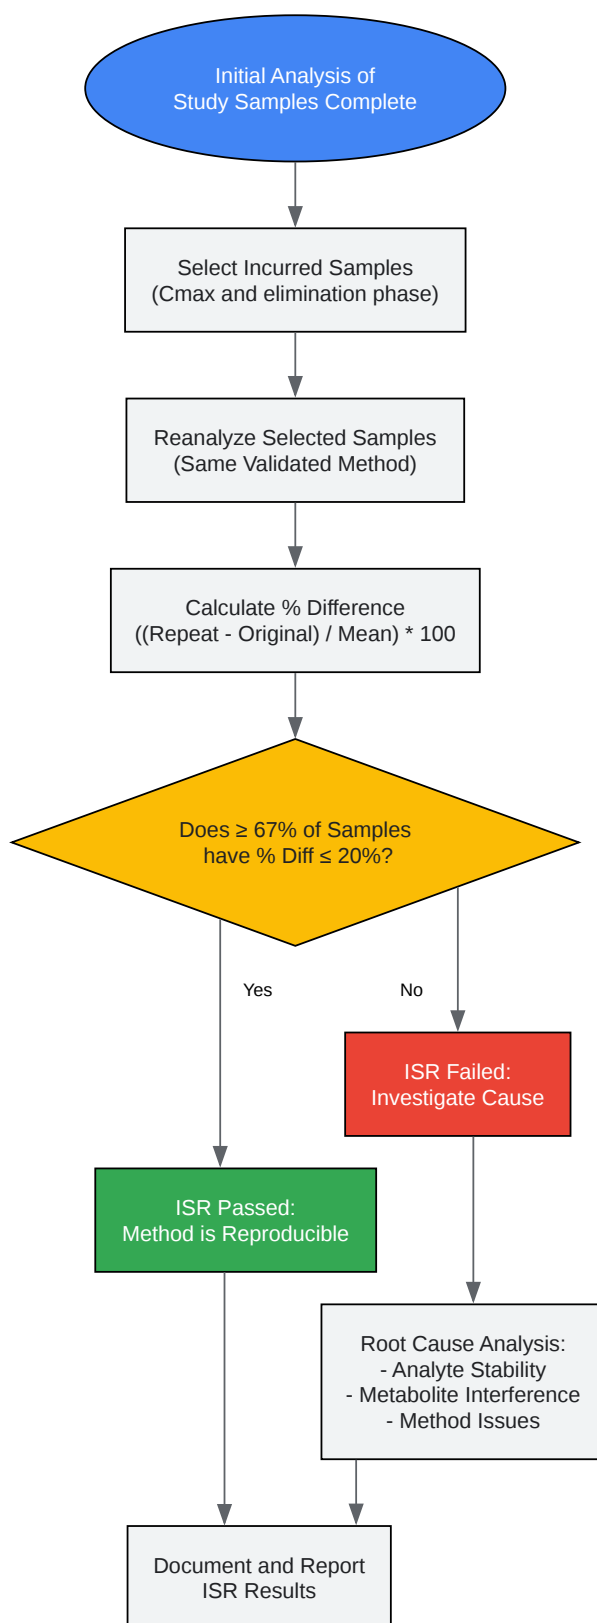 Initial Analysis of
Study Samples Complete
Select Incurred Samples
(Cmax and elimination phase)
Reanalyze Selected Samples
(Same Validated Method)
Calculate % Difference
((Repeat - Original) / Mean) * 100
Does ≥ 67% of Samples
have % Diff ≤ 20%?
Yes
No
ISR Failed:
Investigate Cause
ISR Passed:
Method is Reproducible
Root Cause Analysis:
- Analyte Stability
- Metabolite Interference
- Method Issues
Document and Report
ISR Results